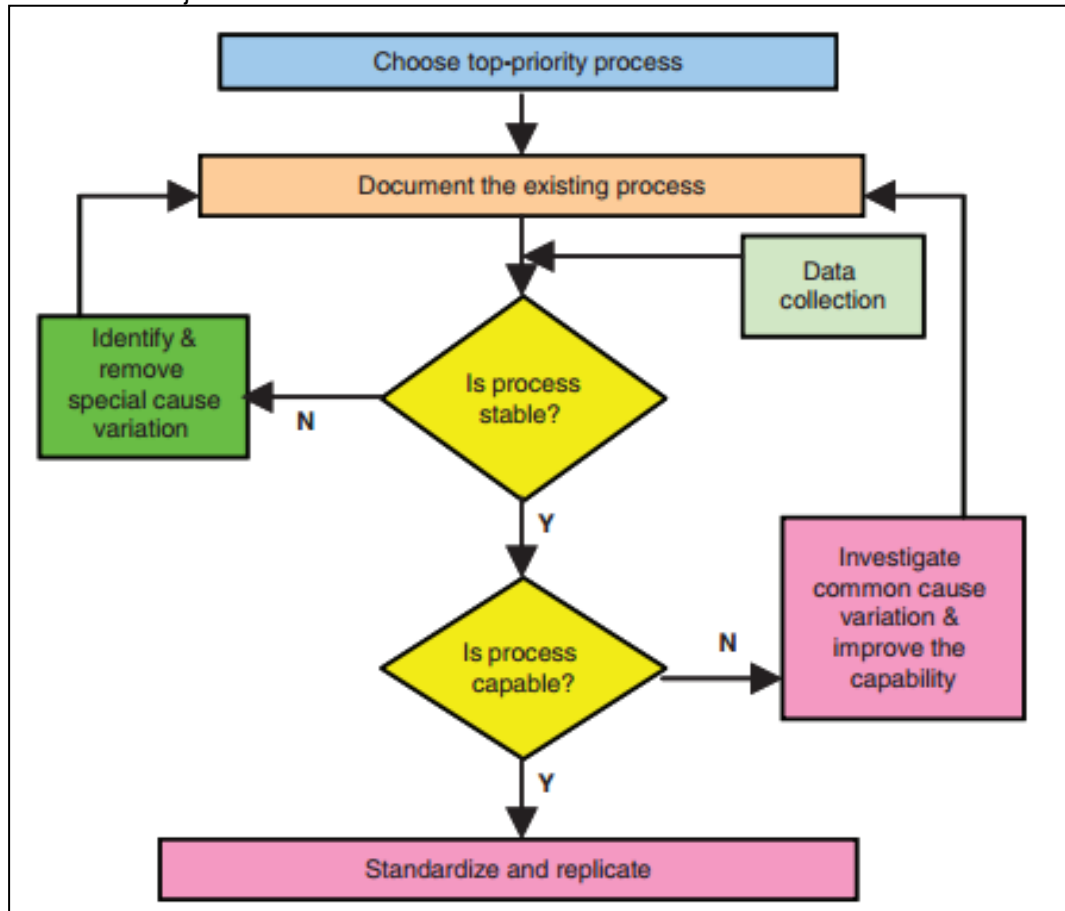 Choose top-priority process
Document the existing process
Data
collection
Identify &
remove
special cause
variation
Is process
stable?
N
Y
Investigate
common cause
variation &
improve the
capability
Is process
capable?
N
Y
Standardize and replicate